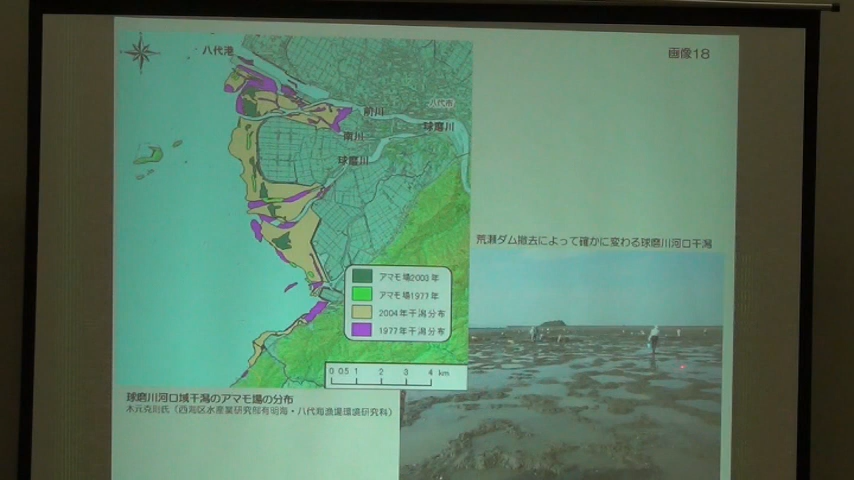 画像18
八代港
前川
八代市
球磨川
南川
球磨川
荒瀬ダム撤去によって確かに変わる球磨川河口干潟
アマモ場2003年
アマモ場1977年
2004年干潟分布
1977年干潟分布
0 0.5 1 2 3 4 km
球磨川河口域干潟のアマモ場の分布
木元克則氏（西海区水産業研究部有明海・八代海漁場環境研究科）